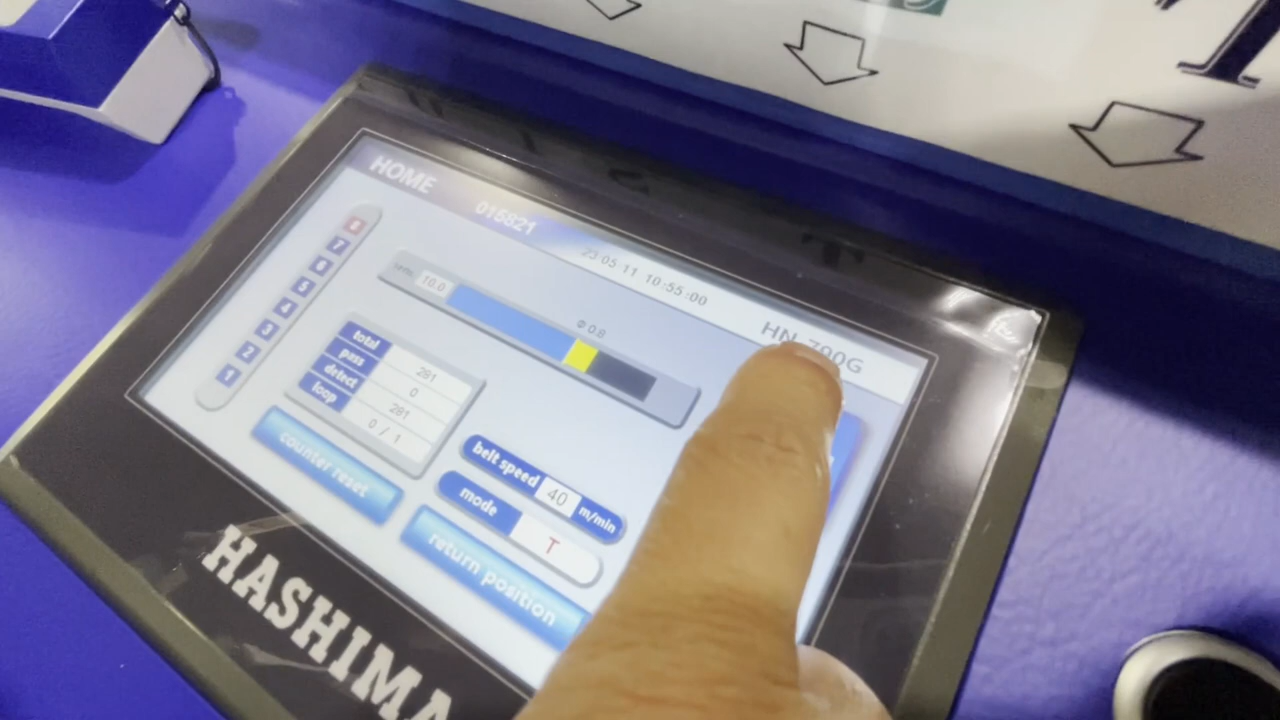 HOME
015821
23 05 11 10:55:00
HN-790G
8
7
6
5
4
3
2
1
10.0
Φ 0.8
total 281
pass 0
detect 281
loop 0 / 1
counter reset
belt speed 40 m/min
mode T
return position
HASHIMA